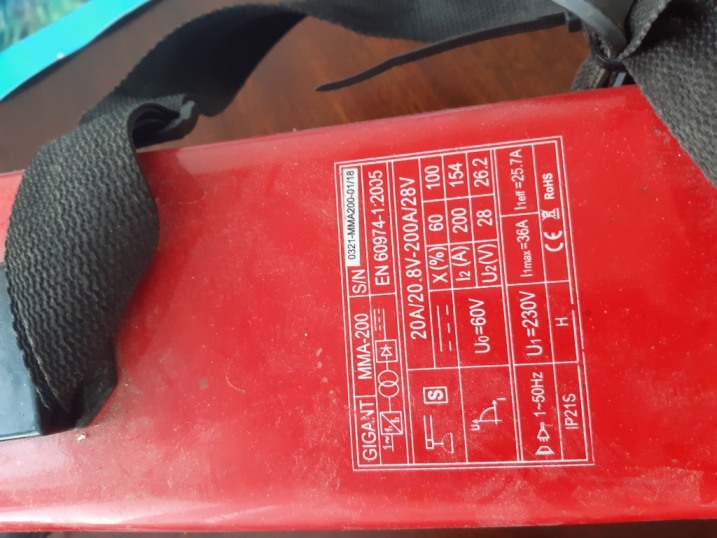 GIGANT MMA-200 S/N 0321-MMA200-01/18
1~ EN 60974-1:2005
20A/20.8V-200A/28V
S X (%) 60 100
I2 (A) 200 154
U0=60V U2(V) 28 26.2
1~50Hz U1=230V I1max=36A I1eff=25.7A
IP21S H CE RoHS